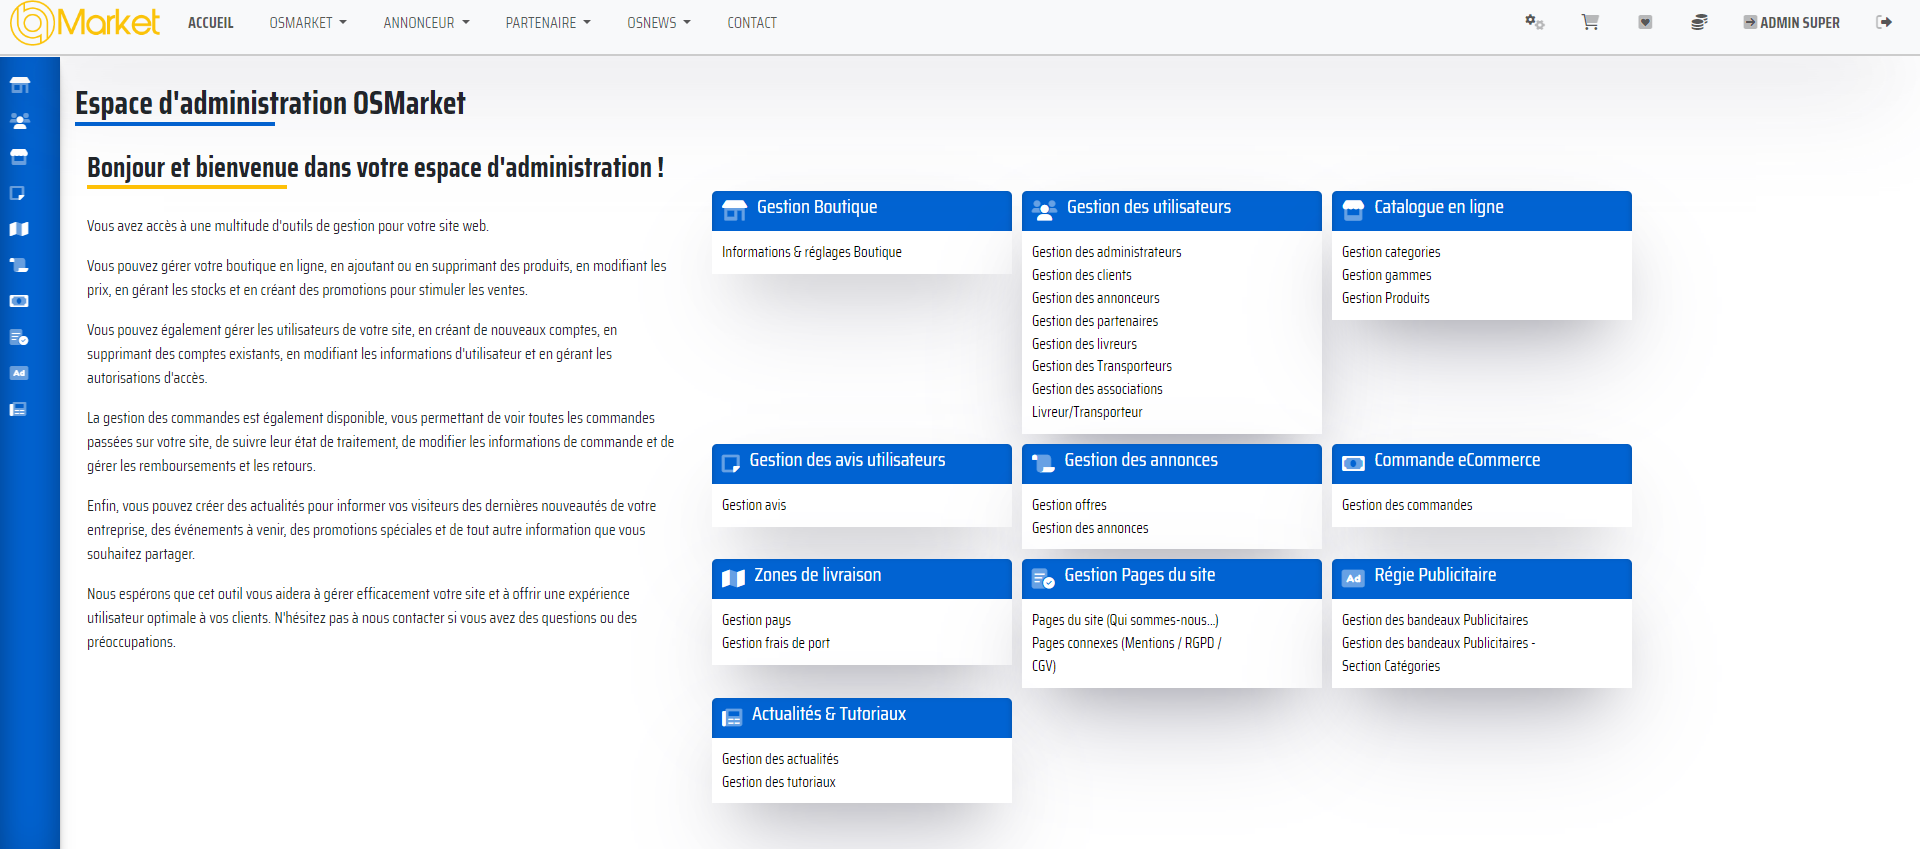 Market
ACCUEIL
OSMARKET
ANNONCEUR
PARTENAIRE
OSNEWS
CONTACT
ADMIN SUPER
Espace d'administration OSMarket
Bonjour et bienvenue dans votre espace d'administration !
Vous avez accès à une multitude d'outils de gestion pour votre site web.
Vous pouvez gérer votre boutique en ligne, en ajoutant ou en supprimant des produits, en modifiant les
prix, en gérant les stocks et en créant des promotions pour stimuler les ventes.
Vous pouvez également gérer les utilisateurs de votre site, en créant de nouveaux comptes, en
supprimant des comptes existants, en modifiant les informations d'utilisateur et en gérant les
autorisations d'accès.
La gestion des commandes est également disponible, vous permettant de voir toutes les commandes
passées sur votre site, de suivre leur état de traitement, de modifier les informations de commande et de
gérer les remboursements et les retours.
Enfin, vous pouvez créer des actualités pour informer vos visiteurs des dernières nouveautés de votre
entreprise, des événements à venir, des promotions spéciales et de tout autre information que vous
souhaitez partager.
Nous espérons que cet outil vous aidera à gérer efficacement votre site et à offrir une expérience
utilisateur optimale à vos clients. N'hésitez pas à nous contacter si vous avez des questions ou des
préoccupations.
Gestion Boutique
Informations & réglages Boutique
Gestion des utilisateurs
Gestion des administrateurs
Gestion des clients
Gestion des annonceurs
Gestion des partenaires
Gestion des livreurs
Gestion des Transporteurs
Gestion des associations
Livreur/Transporteur
Catalogue en ligne
Gestion categories
Gestion gammes
Gestion Produits
Gestion des avis utilisateurs
Gestion avis
Gestion des annonces
Gestion offres
Gestion des annonces
Commande eCommerce
Gestion des commandes
Zones de livraison
Gestion pays
Gestion frais de port
Gestion Pages du site
Pages du site (Qui sommes-nous...)
Pages connexes (Mentions / RGPD /
CGV)
Ad
Régie Publicitaire
Gestion des bandeaux Publicitaires
Gestion des bandeaux Publicitaires -
Section Catégories
Actualités & Tutoriaux
Gestion des actualités
Gestion des tutoriaux
Ad